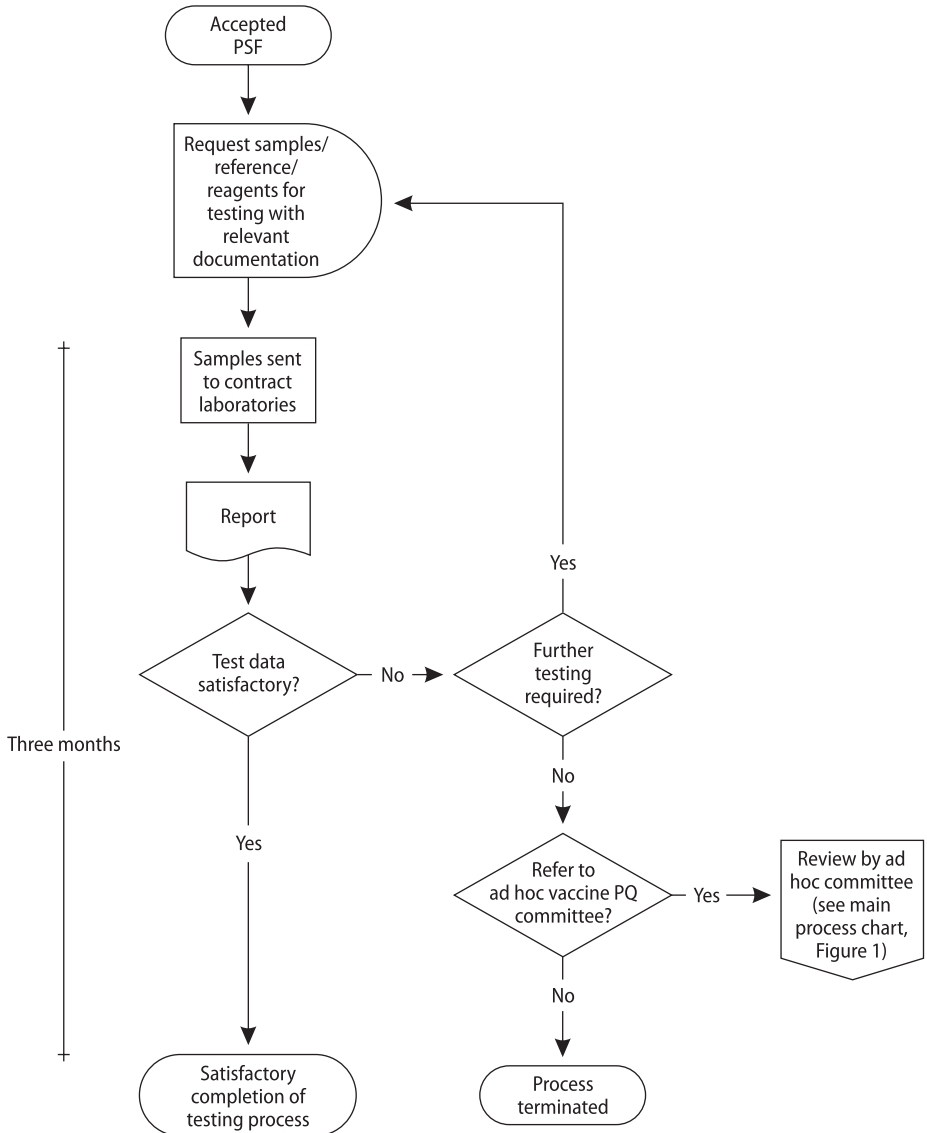 Accepted
PSF
Request samples/
reference/
reagents for
testing with
relevant
documentation
Samples sent
to contract
laboratories
Report
Yes
Test data
satisfactory?
No
Further
testing
required?
Three months
No
Yes
Refer to
ad hoc vaccine PQ
committee?
Yes
Review by ad
hoc committee
(see main
process chart,
Figure 1)
No
Satisfactory
completion of
testing process
Process
terminated